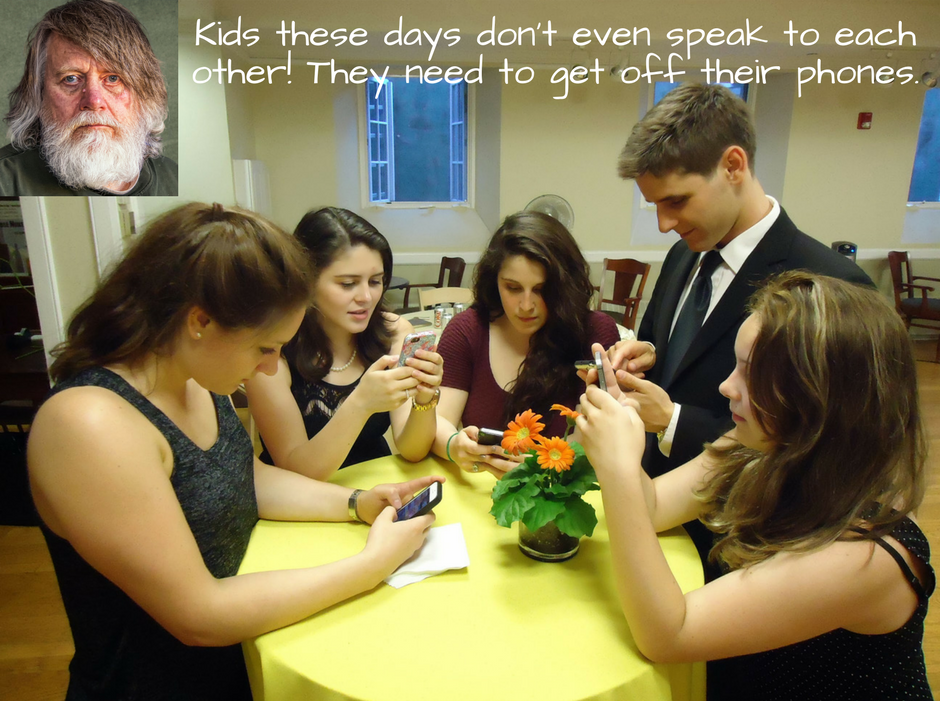 Kids these days don't even speak to each
other! They need to get off their phones.